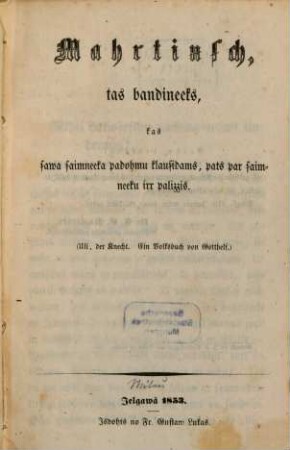 Mahrtinsch,
tas bandineeks,
kas
sawa saimneeka padohmu klausidams, pats par saim-
neeku irr palizis.
(Uli, der Knecht. Ein Volksbuch von Gotthelf.)
Mitau
Jelgawâ 1853.
Isdohts no Fr. Gustaw Lukas.